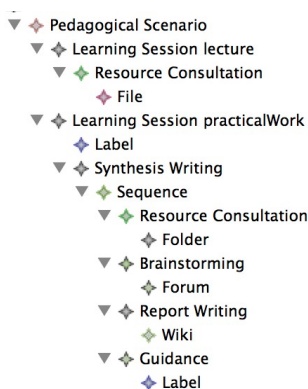 Pedagogical Scenario
Learning Session lecture
Resource Consultation
File
Learning Session practicalWork
Label
Synthesis Writing
Sequence
Resource Consultation
Folder
Brainstorming
Forum
Report Writing
Wiki
Guidance
Label